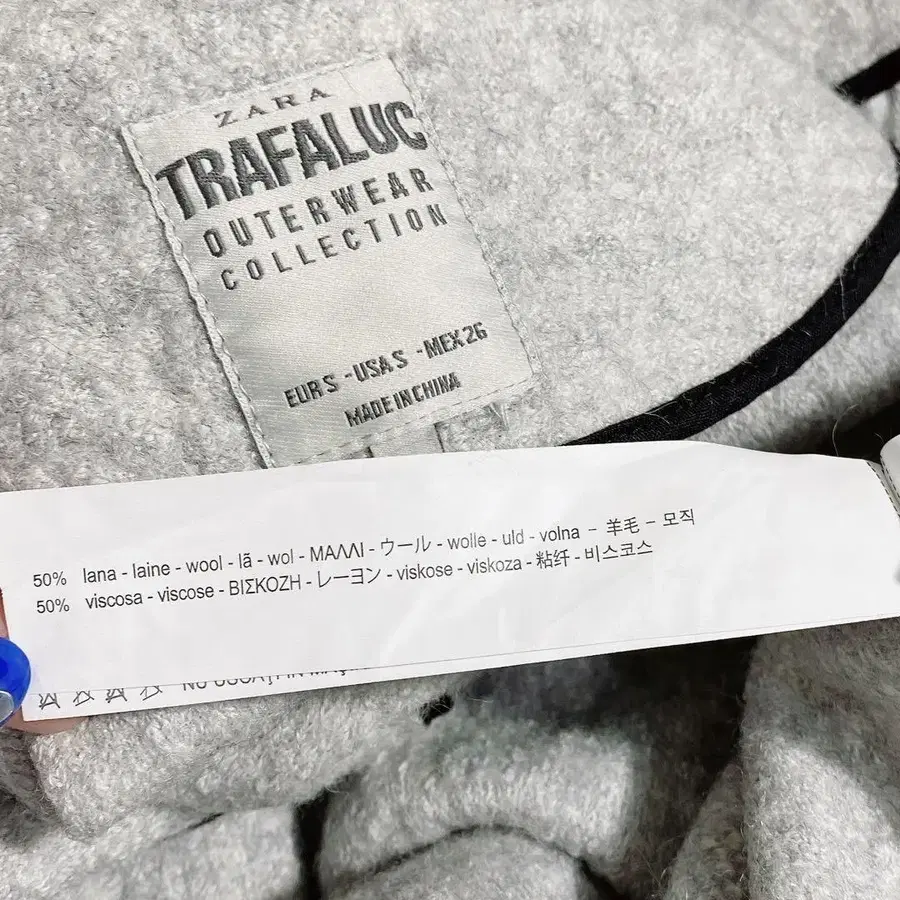 ZARA
TRAFALUC
OUTERWEAR
COLLECTION
EUR S - USA S - MEX 26
MADE IN CHINA
50% lana - laine - wool - lã - wol - ΜΑΛΛΙ - ウール - wolle - uld - volna - 羊毛 - 모직
50% viscosa - viscose - ΒΙΣΚΟΖΗ - レーヨン - viskose - viskoza - 粘纤 - 비스코스